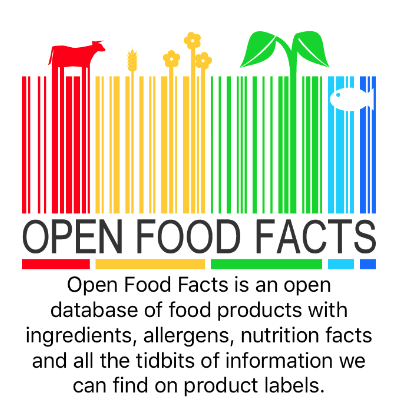 OPEN FOOD FACTS
Open Food Facts is an open
database of food products with
ingredients, allergens, nutrition facts
and all the tidbits of information we
can find on product labels.